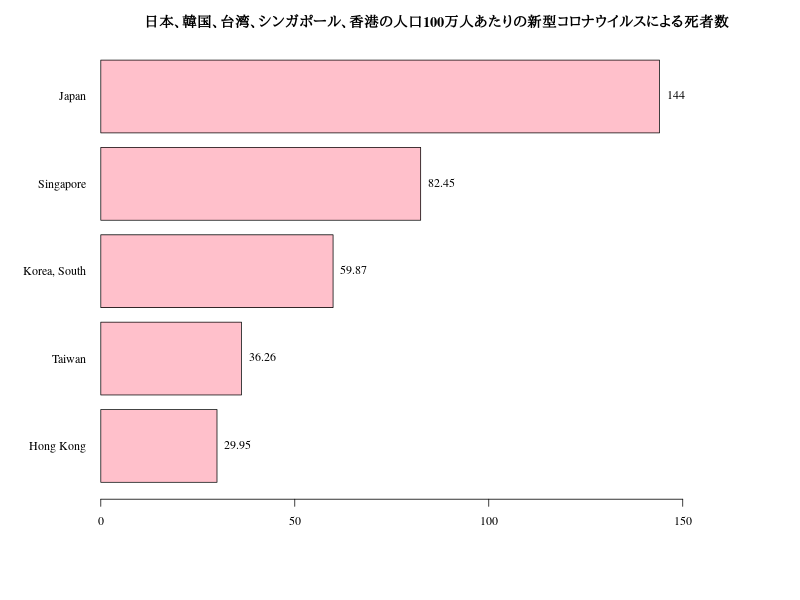 日本、韓国、台湾、シンガポール、香港の人口100万人あたりの新型コロナウイルスによる死者数
Japan 144
Singapore 82.45
Korea, South 59.87
Taiwan 36.26
Hong Kong 29.95
0 50 100 150